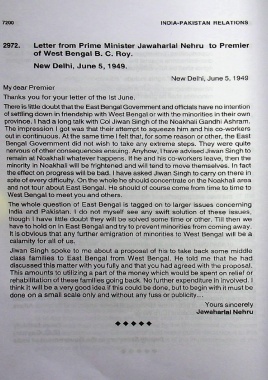 7200 INDIA-PAKISTAN RELATIONS
2972. Letter from Prime Minister Jawaharlal Nehru to Premier
of West Bengal B. C. Roy.
New Delhi, June 5, 1949.
New Delhi, June 5, 1949
My dear Premier
Thanks you for your letter of the Ist June.
There is little doubt that the East Bengal Government and officials have no intention
of settling down in friendship with West Bengal or with the minorities in their own
province. I had a long talk with Col Jiwan Singh of the Noakhali Gandhi Ashram.
The impression I got was that their attempt to squeeze him and his co-workers
out in continuous. At the same time I felt that, for some reason or other, the East
Bengal Government did not wish to take any extreme steps. They were quite
nervous of other consequences ensuing. Anyhow, I have advised Jiwan Singh to
remain at Noakhali whatever happens. If he and his co-workers leave, then the
minority in Noakhali will be frightened and will tend to move themselves. In fact
the effect on progress will be bad. I have asked Jiwan Singh to carry on there in
spite of every difficulty. On the whole he should concentrate on the Noakhali area
and not tour about East Bengal. He should of course come from time to time to
West Bengal to meet you and others.
The whole question of East Bengal is tagged on to larger issues concerning
India and Pakistan. I do not myself see any swift solution of these issues,
though I have little doubt they will be solved some time or other. Till then we
have to hold on in East Bengal and try to prevent minorities from coming away.
It is obvious that any further emigration of minorities to West Bengal will be a
calamity for all of us.
Jiwan Singh spoke to me about a proposal of his to take back some middle
class families to East Bengal from West Bengal. He told me that he had
discussed this matter with you fully and that you had agreed with the proposal.
This amounts to utilizing a part of the money which would be spent on relief or
rehabilitation of these families going back. No further expenditure in involved. I
think it will be a very good idea if this could be done, but to begin with it must be
done on a small scale only and without any fuss or publicity....
Yours sincerely
Jawaharlal Nehru